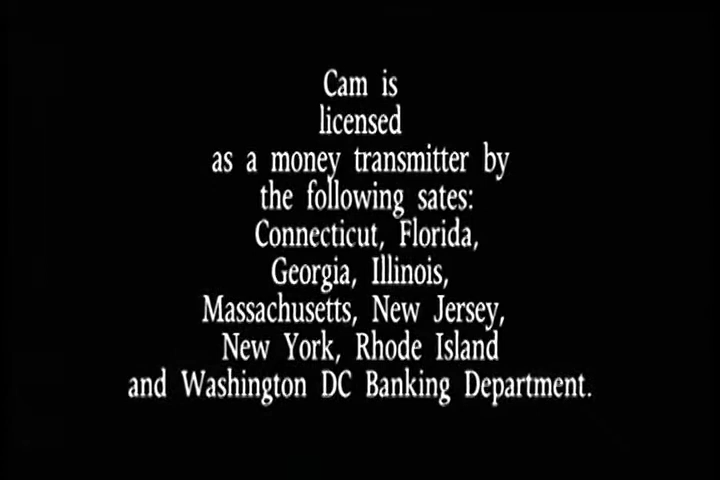 Cam is
licensed
as a money transmitter by
the following sates:
Connecticut, Florida,
Georgia, Illinois,
Massachusetts, New Jersey,
New York, Rhode Island
and Washington DC Banking Department.